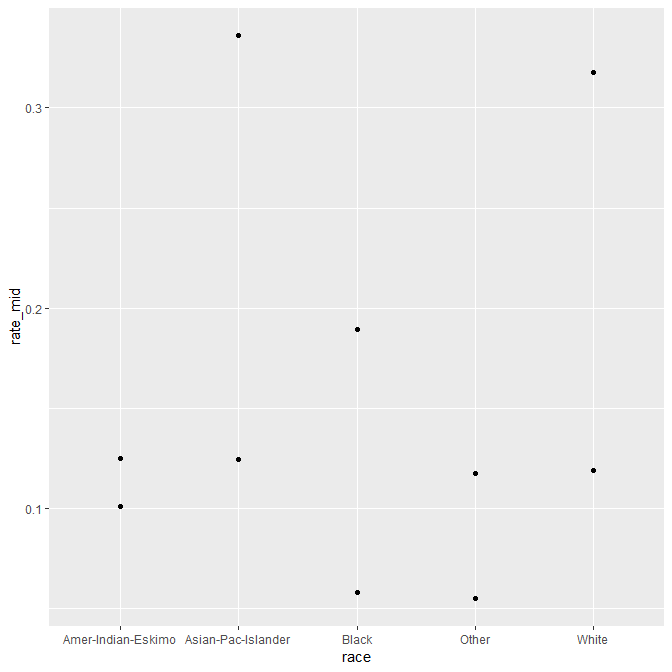 rate_mid
0.3
0.2
0.1
Amer-Indian-Eskimo Asian-Pac-Islander Black Other White
race